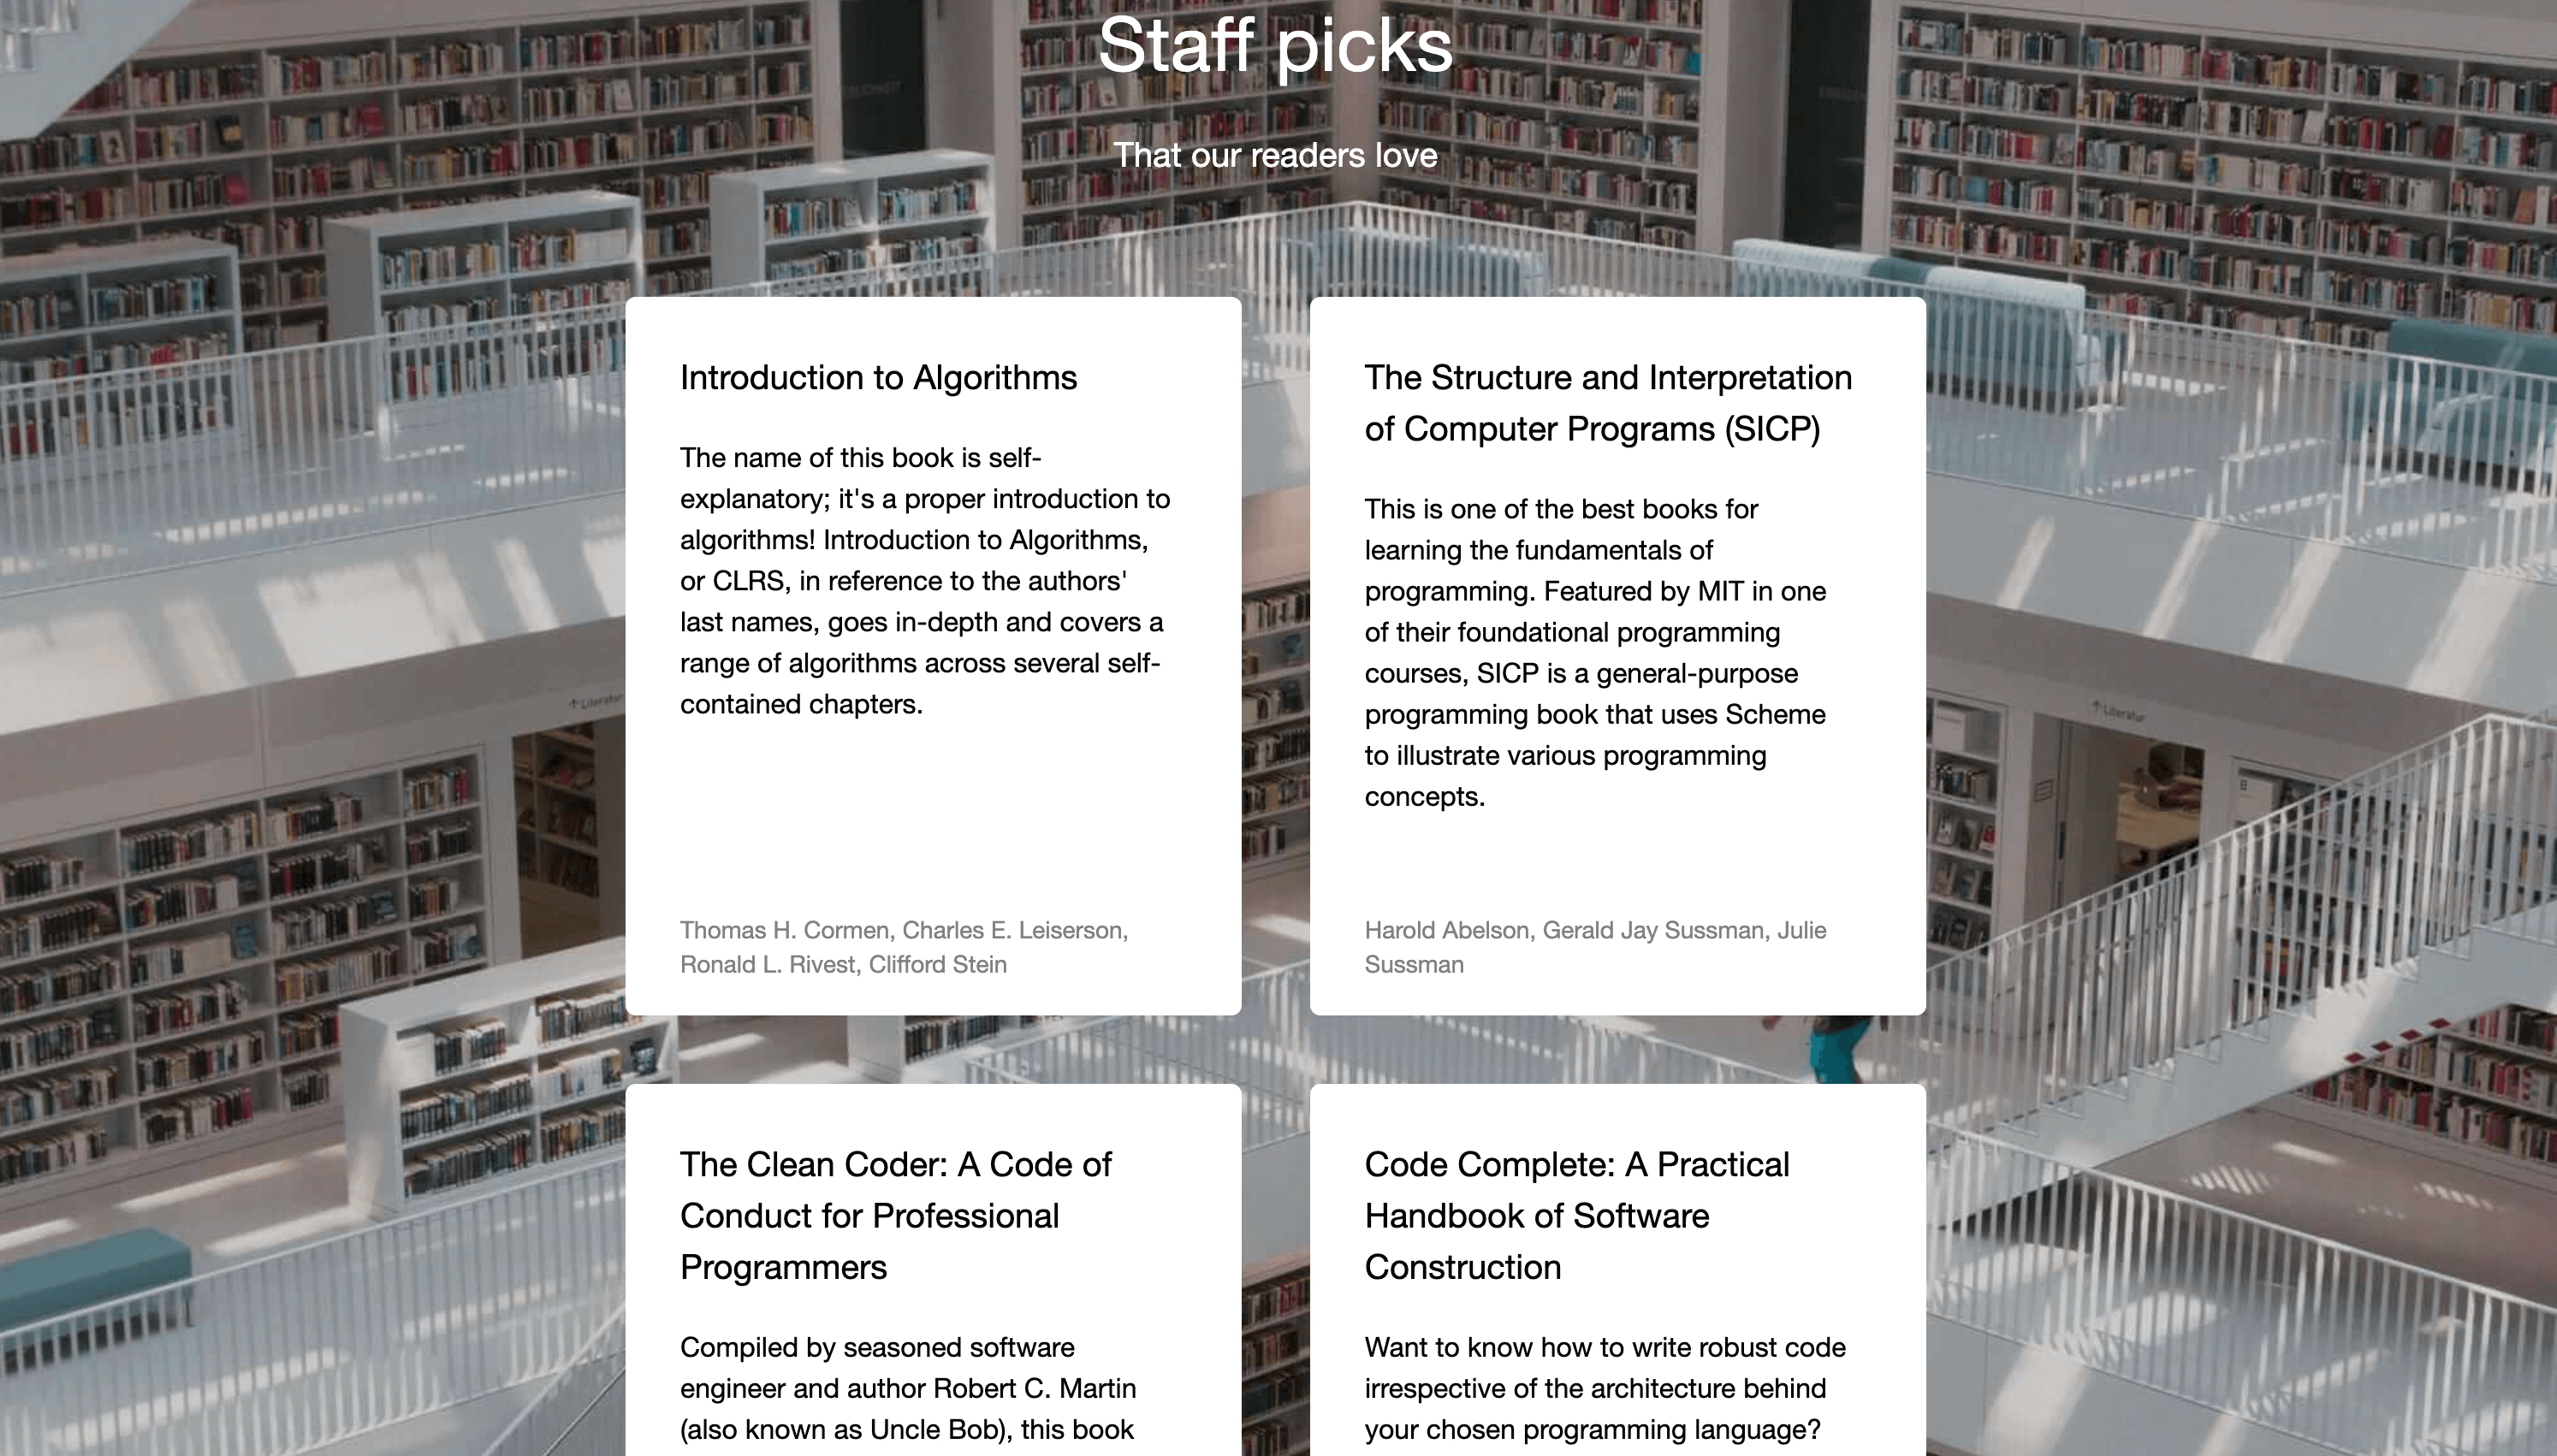 Staff picks
That our readers love
Introduction to Algorithms
The name of this book is self-
explanatory; it's a proper introduction to
algorithms! Introduction to Algorithms,
or CLRS, in reference to the authors'
last names, goes in-depth and covers a
range of algorithms across several self-
contained chapters.
Thomas H. Cormen, Charles E. Leiserson,
Ronald L. Rivest, Clifford Stein
The Structure and Interpretation
of Computer Programs (SICP)
This is one of the best books for
learning the fundamentals of
programming. Featured by MIT in one
of their foundational programming
courses, SICP is a general-purpose
programming book that uses Scheme
to illustrate various programming
concepts.
Harold Abelson, Gerald Jay Sussman, Julie
Sussman
↑ Literatur
↑ Literatur
The Clean Coder: A Code of
Conduct for Professional
Programmers
Compiled by seasoned software
engineer and author Robert C. Martin
(also known as Uncle Bob), this book
Code Complete: A Practical
Handbook of Software
Construction
Want to know how to write robust code
irrespective of the architecture behind
your chosen programming language?